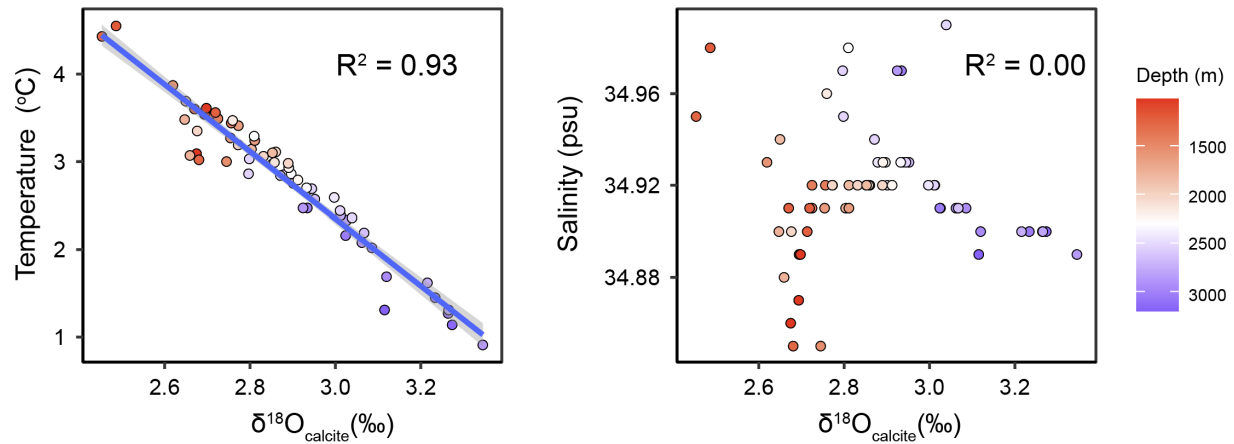 R² = 0.93
Temperature (°C)
4
3
2
1
2.6 2.8 3.0 3.2
δ¹⁸Ocalcite(‰)
R² = 0.00
Salinity (psu)
34.96
34.92
34.88
2.6 2.8 3.0 3.2
δ¹⁸Ocalcite(‰)
Depth (m)
1500
2000
2500
3000